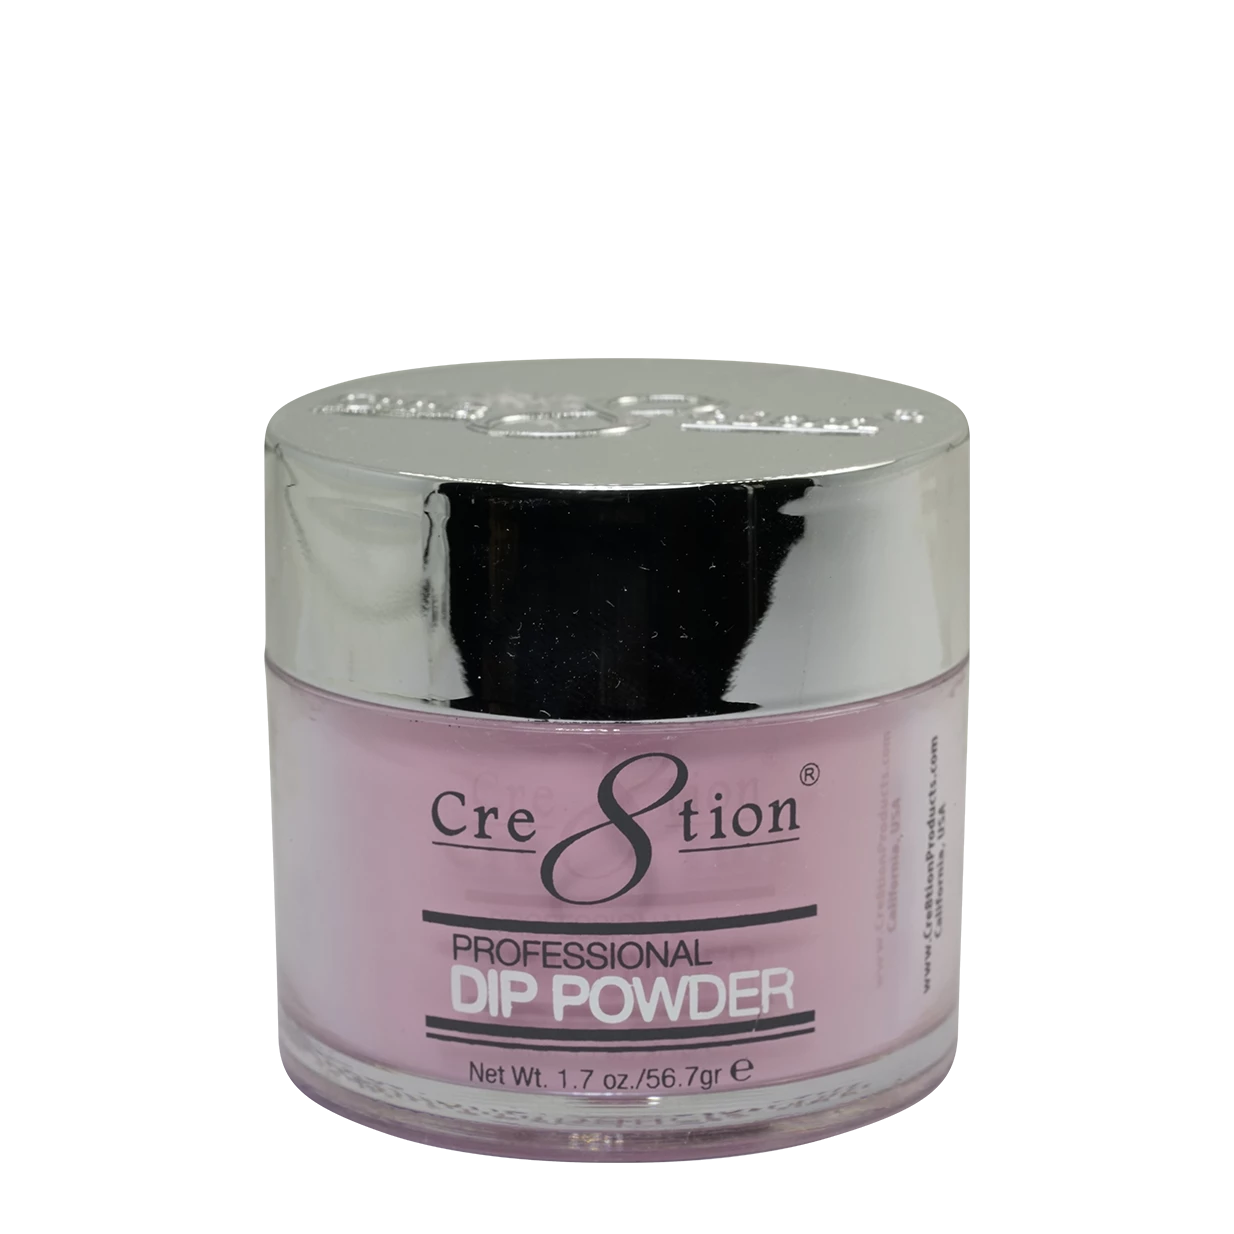 Cre8tion®
PROFESSIONAL
DIP POWDER
Net Wt. 1.7 oz./56.7gr ℮
www.Cre8tionProducts.com
California, USA